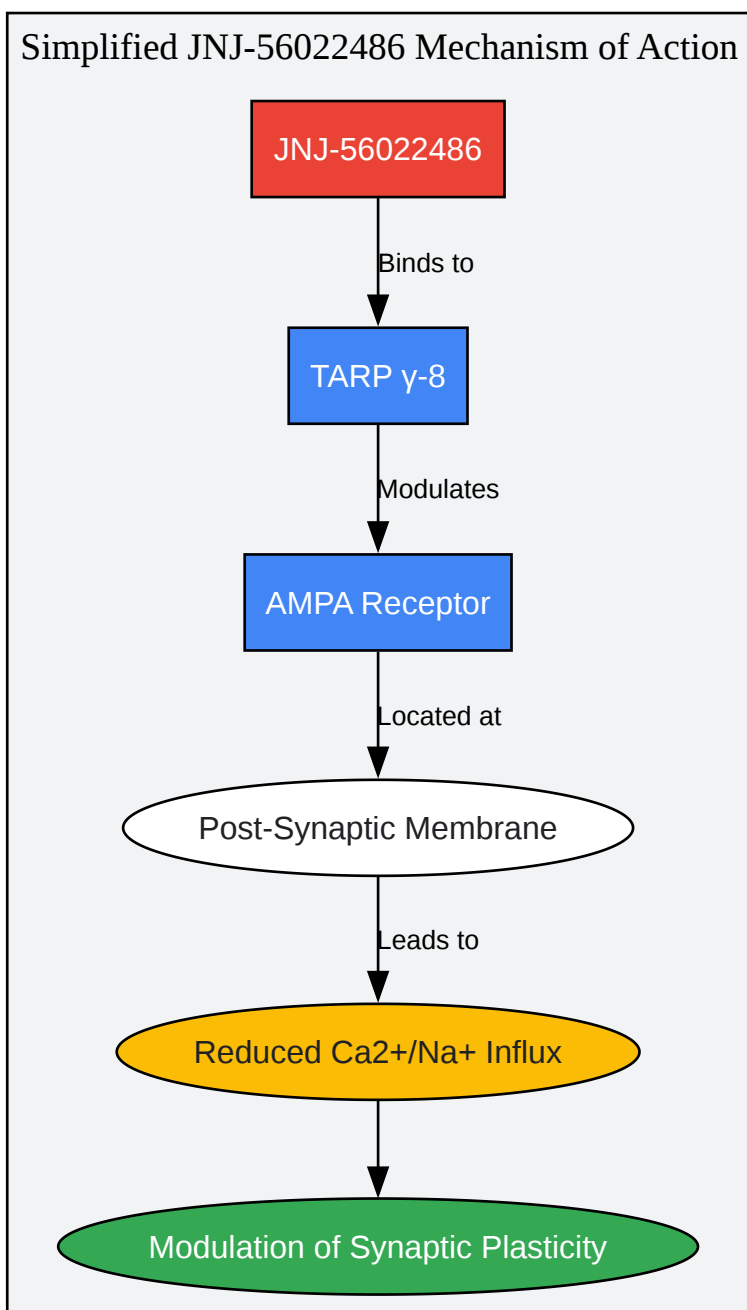 Simplified JNJ-56022486 Mechanism of Action
JNJ-56022486
Binds to
TARP γ-8
Modulates
AMPA Receptor
Located at
Post-Synaptic Membrane
Leads to
Reduced Ca2+/Na+ Influx
Modulation of Synaptic Plasticity